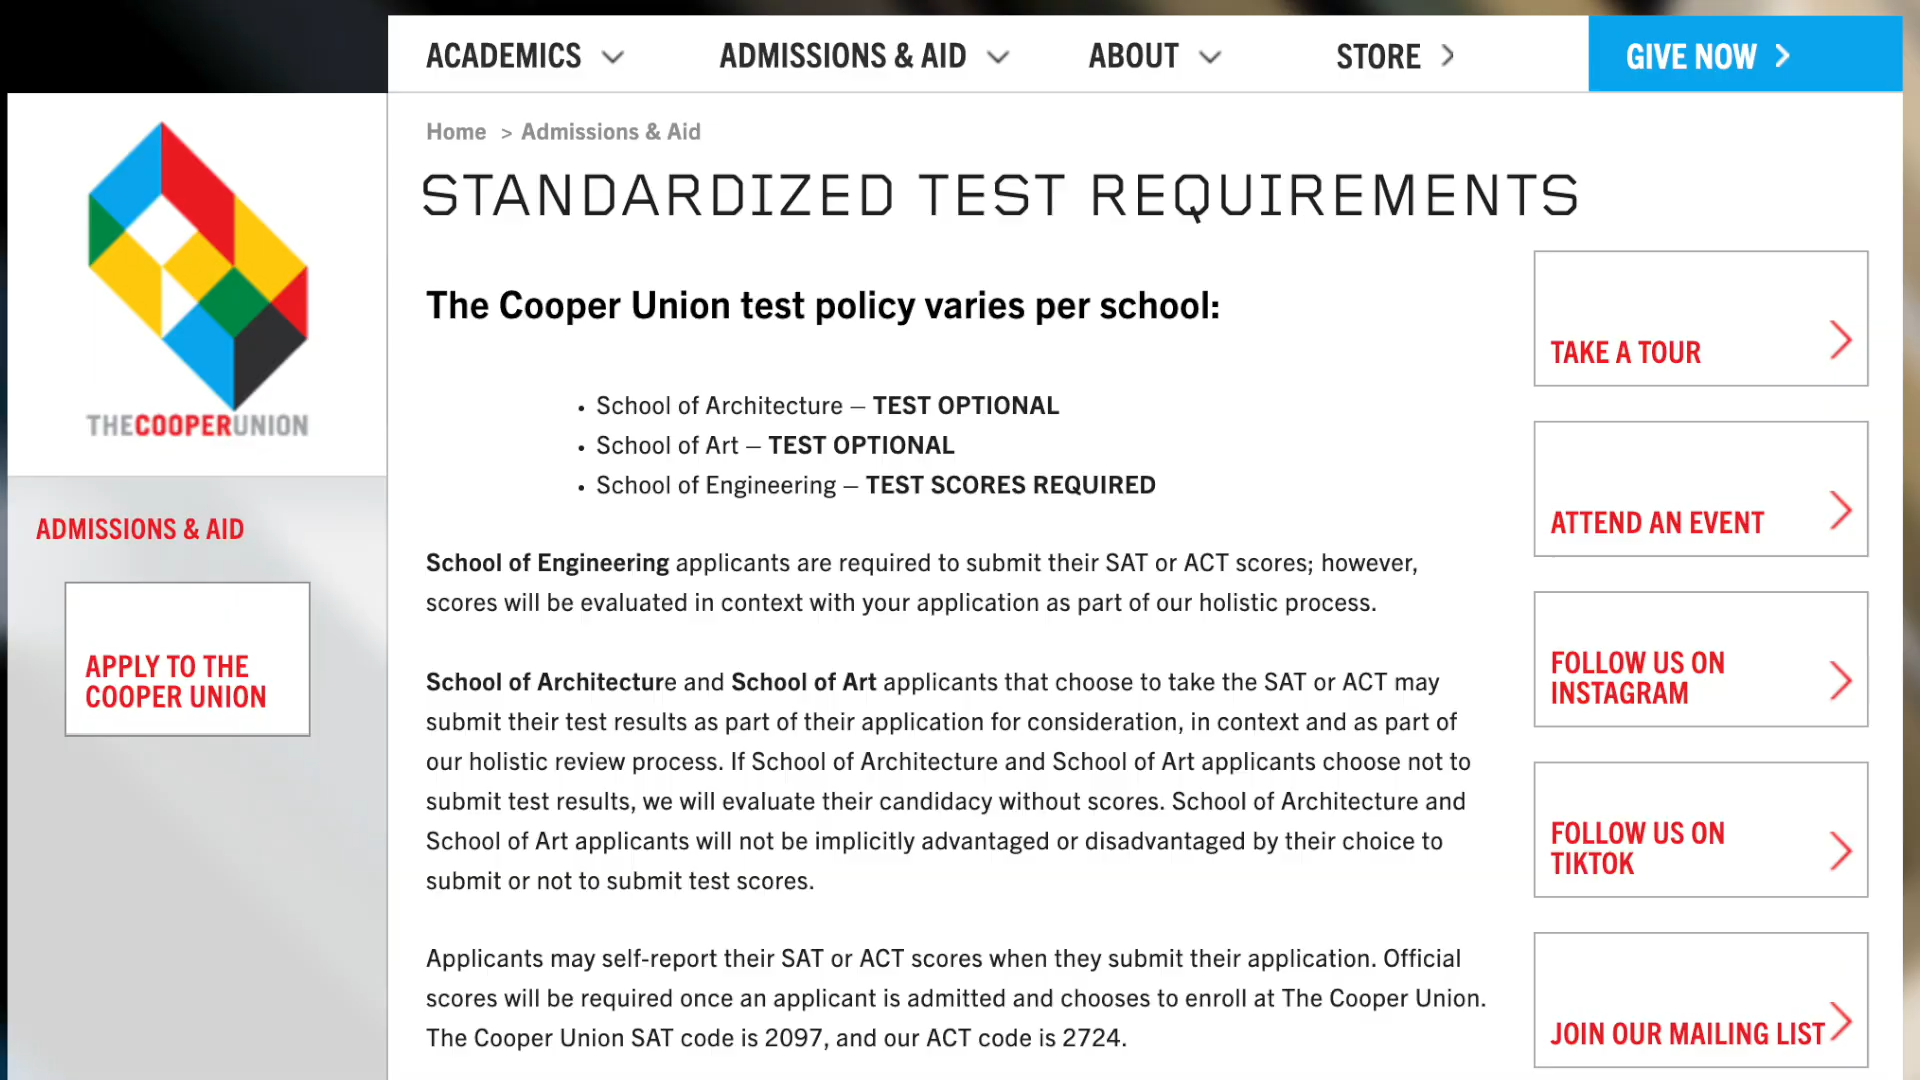 ACADEMICS
ADMISSIONS & AID
ABOUT
STORE
GIVE NOW
Home > Admissions & Aid
STANDARDIZED TEST REQUIREMENTS
THECOOPERUNION
ADMISSIONS & AID
APPLY TO THE
COOPER UNION
The Cooper Union test policy varies per school:
• School of Architecture – TEST OPTIONAL
• School of Art – TEST OPTIONAL
• School of Engineering – TEST SCORES REQUIRED
School of Engineering applicants are required to submit their SAT or ACT scores; however,
scores will be evaluated in context with your application as part of our holistic process.
School of Architecture and School of Art applicants that choose to take the SAT or ACT may
submit their test results as part of their application for consideration, in context and as part of
our holistic review process. If School of Architecture and School of Art applicants choose not to
submit test results, we will evaluate their candidacy without scores. School of Architecture and
School of Art applicants will not be implicitly advantaged or disadvantaged by their choice to
submit or not to submit test scores.
Applicants may self-report their SAT or ACT scores when they submit their application. Official
scores will be required once an applicant is admitted and chooses to enroll at The Cooper Union.
The Cooper Union SAT code is 2097, and our ACT code is 2724.
TAKE A TOUR
ATTEND AN EVENT
FOLLOW US ON
INSTAGRAM
FOLLOW US ON
TIKTOK
JOIN OUR MAILING LIST